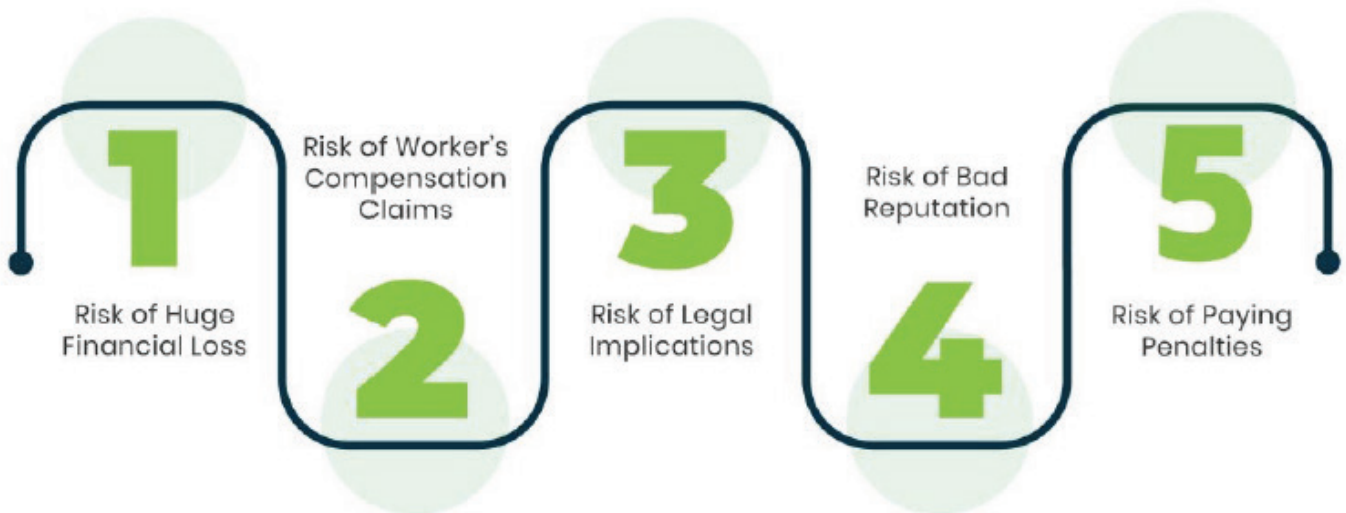 1
Risk of Huge
Financial Loss
Risk of Worker's
Compensation
Claims
2
3
Risk of Legal
Implications
Risk of Bad
Reputation
4
5
Risk of Paying
Penalties